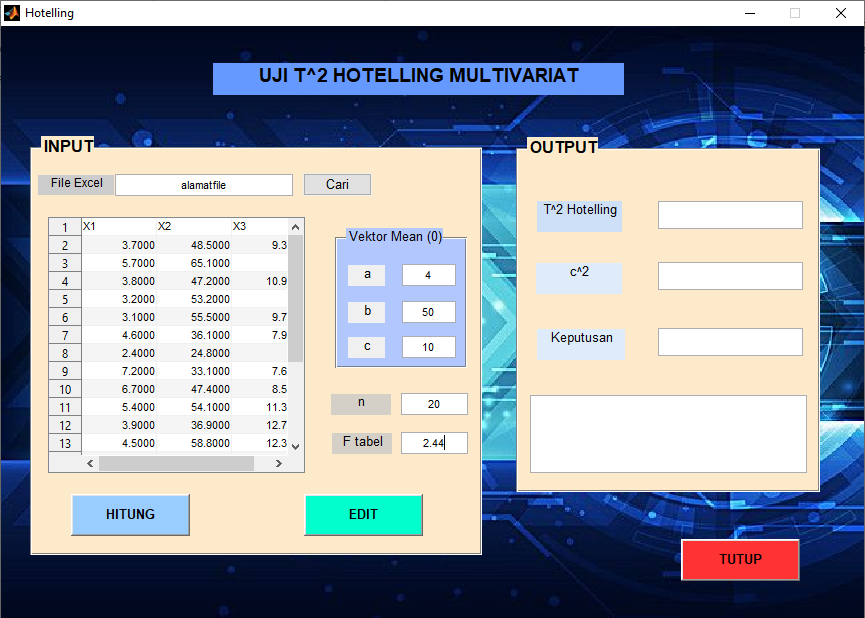 Hotelling
UJI T^2 HOTELLING MULTIVARIAT
INPUT
File Excel alamatfile Cari
1 X1 X2 X3
2 3.7000 48.5000 9.3
3 5.7000 65.1000
4 3.8000 47.2000 10.9
5 3.2000 53.2000
6 3.1000 55.5000 9.7
7 4.6000 36.1000 7.9
8 2.4000 24.8000
9 7.2000 33.1000 7.6
10 6.7000 47.4000 8.5
11 5.4000 54.1000 11.3
12 3.9000 36.9000 12.7
13 4.5000 58.8000 12.3
Vektor Mean (0)
a 4
b 50
c 10
n 20
F tabel 2.44
HITUNG EDIT
OUTPUT
T^2 Hotelling
c^2
Keputusan
TUTUP